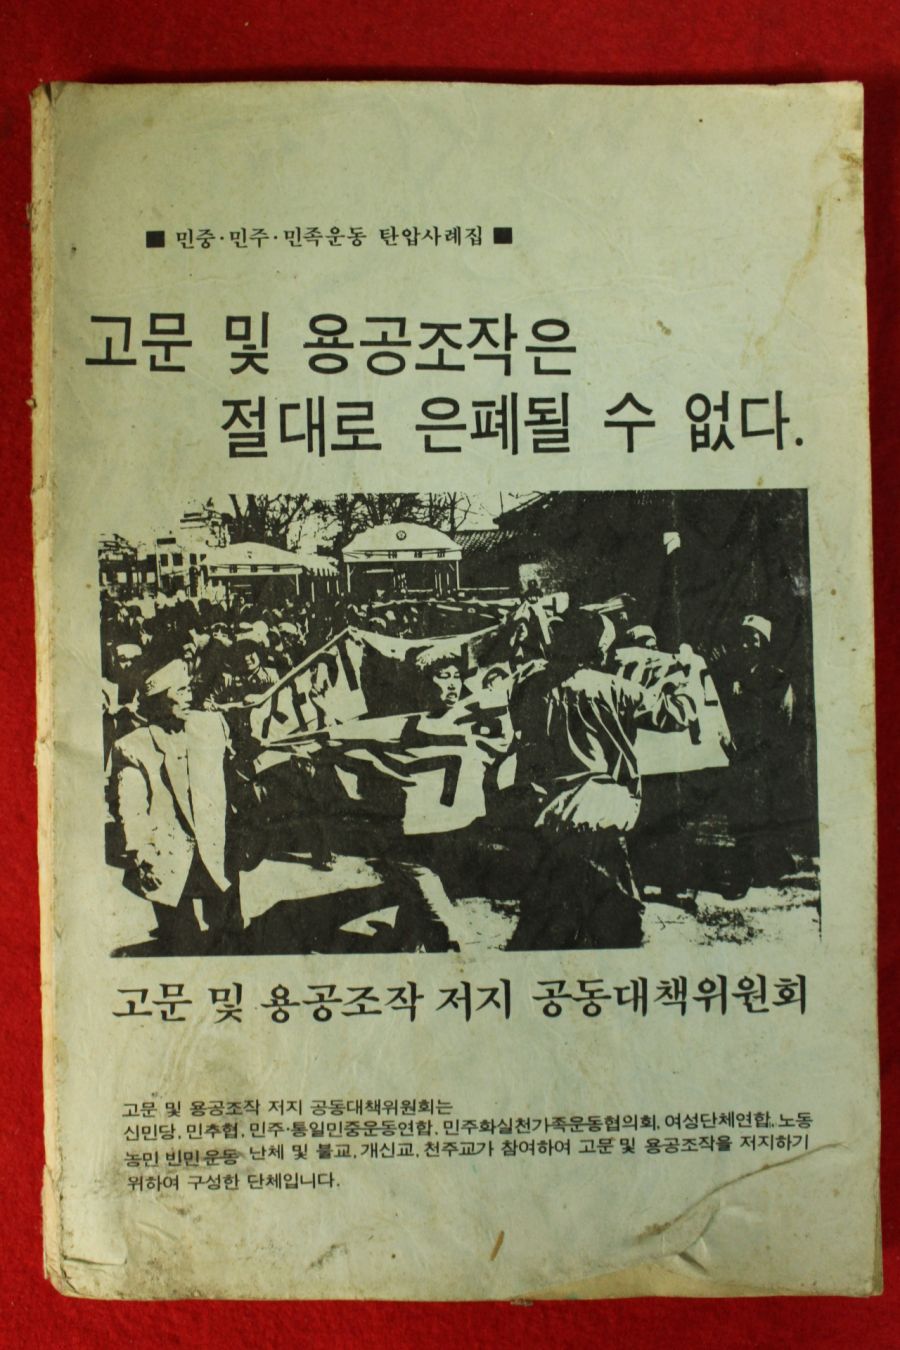 ■ 민중·민주·민족운동 탄압사례집 ■
고문 및 용공조작은
절대로 은폐될 수 없다.
고문 및 용공조작 저지 공동대책위원회
고문 및 용공조작 저지 공동대책위원회는
신민당, 민추협, 민주·통일민중운동연합, 민주화실천가족운동협의회, 여성단체연합, 노동
농민 빈민 운동 단체 및 불교, 개신교, 천주교가 참여하여 고문 및 용공조작을 저지하기
위하여 구성한 단체입니다.